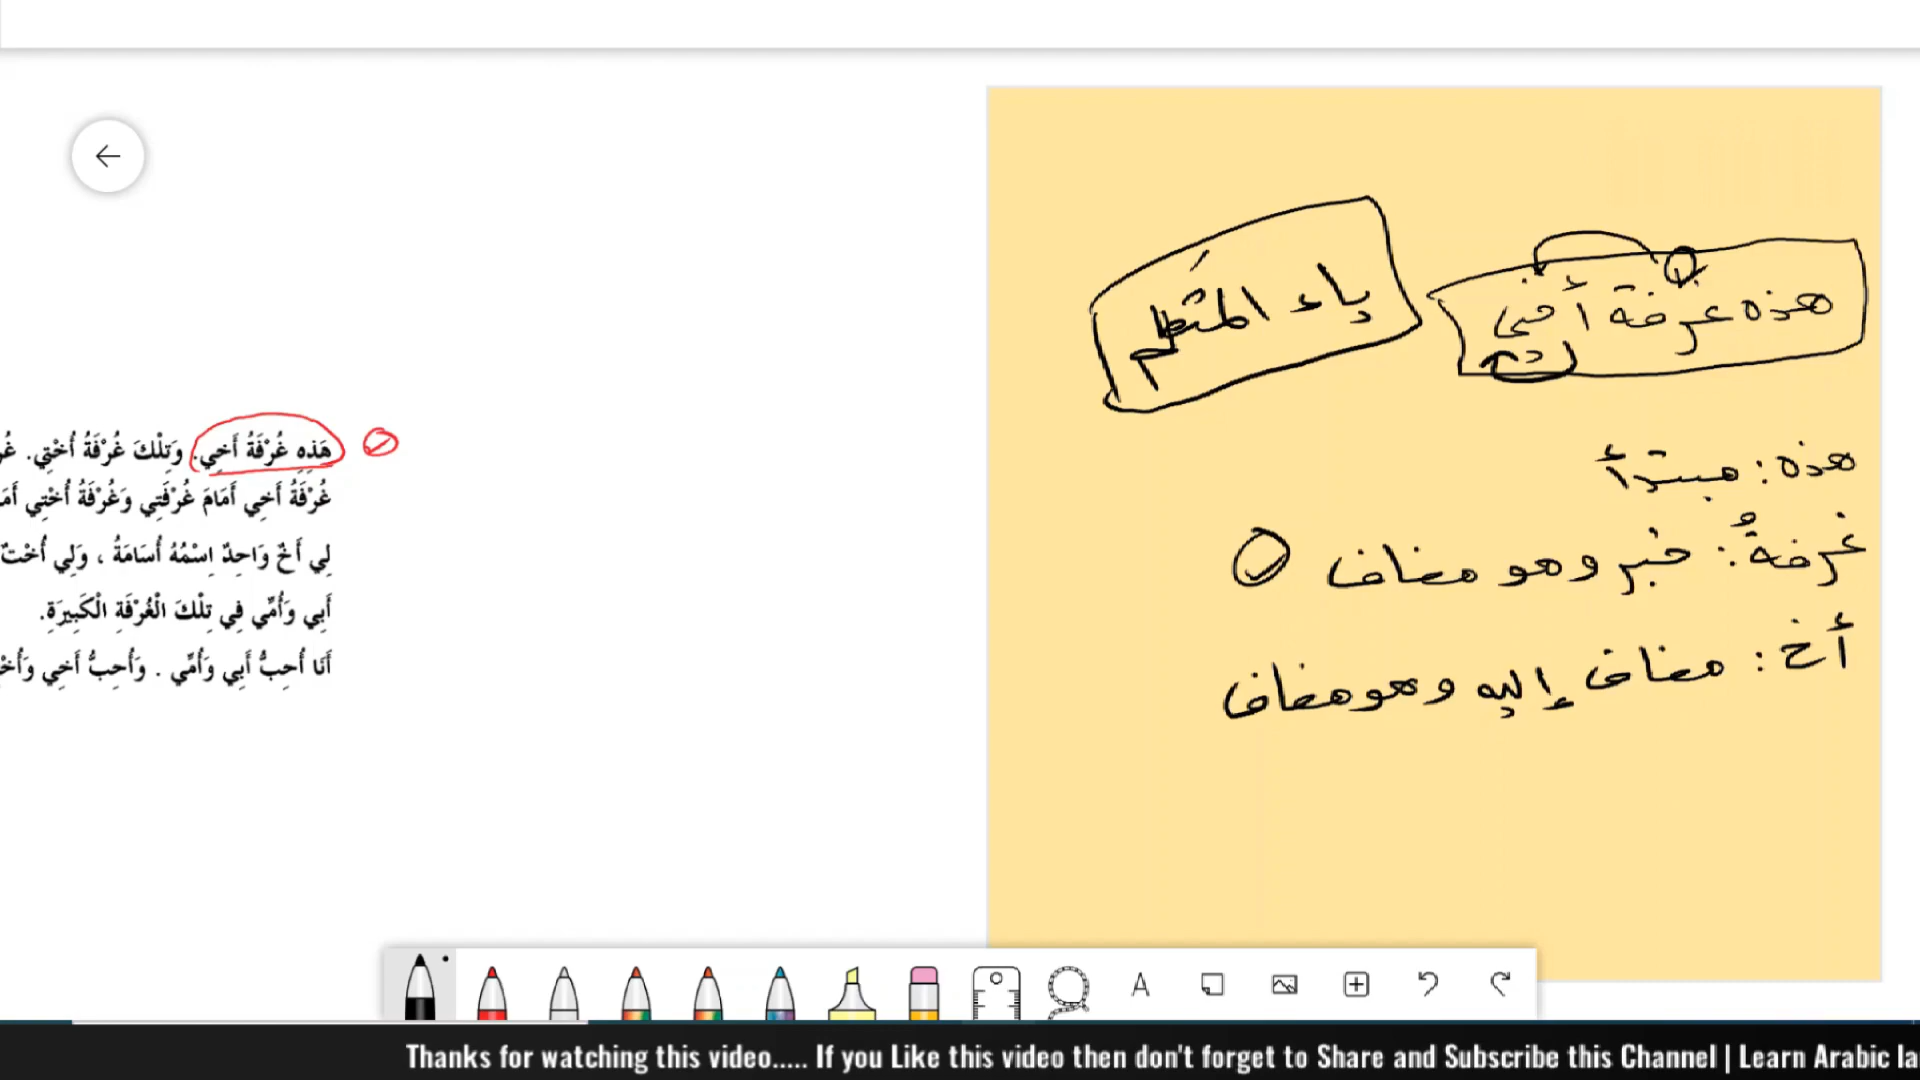 هَذِهِ غُرْفَةُ أَخِي. وَتِلْكَ غُرْفَةُ أُخْتِي.
غُرْفَةُ أَخِي أَمَامَ غُرْفَتِي وَغُرْفَةُ أُخْتِي
لِي أَخٌ وَاحِدٌ اِسْمُهُ أُسَامَةُ ، وَلِي أُخْتٌ
أَبِي وَأُمِّي فِي تِلْكَ الْغُرْفَةِ الْكَبِيرَةِ.
أَنَا أُحِبُّ أَبِي وَأُمِّي . وَأُحِبُّ أَخِي
هذه غرفة أخي
ياء المتكلم
هذه: مبتدأ
غرفةُ: خبر وهو مضاف
أخ: مضاف إليه وهو مضاف
A
Thanks for watching this video..... If you Like this video then don't forget to Share and Subscribe this Channel | Learn Arabic la